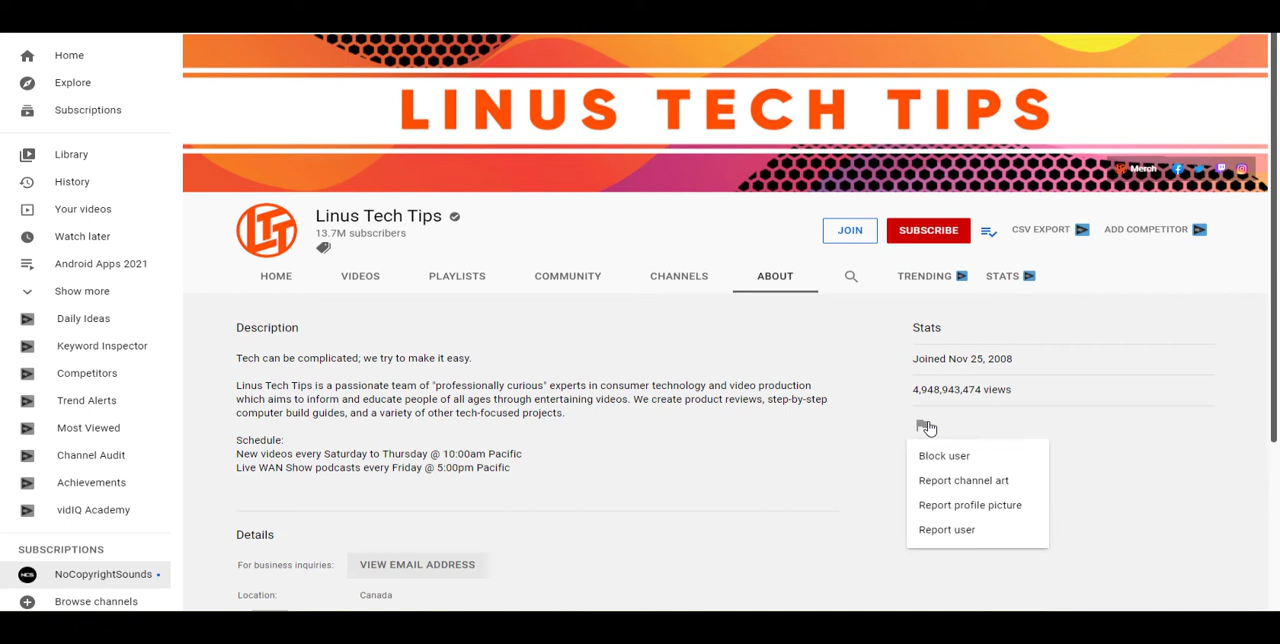 Home
Explore
Subscriptions
Library
History
Your videos
Watch later
Android Apps 2021
Show more
Daily Ideas
Keyword Inspector
Competitors
Trend Alerts
Most Viewed
Channel Audit
Achievements
vidIQ Academy
SUBSCRIPTIONS
NCS
NoCopyrightSounds
Browse channels
LINUS TECH TIPS
Merch
LTT
Linus Tech Tips
13.7M subscribers
JOIN
SUBSCRIBE
CSV EXPORT
ADD COMPETITOR
HOME
VIDEOS
PLAYLISTS
COMMUNITY
CHANNELS
ABOUT
TRENDING
STATS
Description
Tech can be complicated; we try to make it easy.
Linus Tech Tips is a passionate team of "professionally curious" experts in consumer technology and video production
which aims to inform and educate people of all ages through entertaining videos. We create product reviews, step-by-step
computer build guides, and a variety of other tech-focused projects.
Schedule:
New videos every Saturday to Thursday @ 10:00am Pacific
Live WAN Show podcasts every Friday @ 5:00pm Pacific
Details
For business inquiries: VIEW EMAIL ADDRESS
Location: Canada
Stats
Joined Nov 25, 2008
4,948,943,474 views
Block user
Report channel art
Report profile picture
Report user